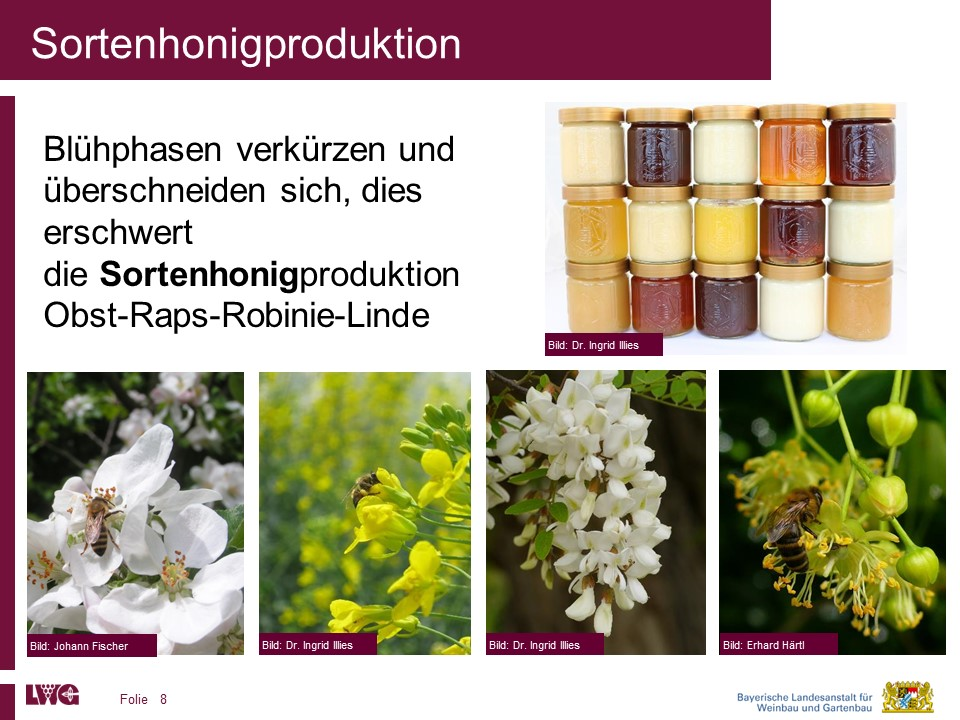 Sortenhonigproduktion
Blühphasen verkürzen und
überschneiden sich, dies
erschwert
die Sortenhonigproduktion
Obst-Raps-Robinie-Linde
Bild: Dr. Ingrid Illies
Bild: Johann Fischer
Bild: Dr. Ingrid Illies
Bild: Dr. Ingrid Illies
Bild: Erhard Härtl
LWG
Folie 8
Bayerische Landesanstalt für
Weinbau und Gartenbau